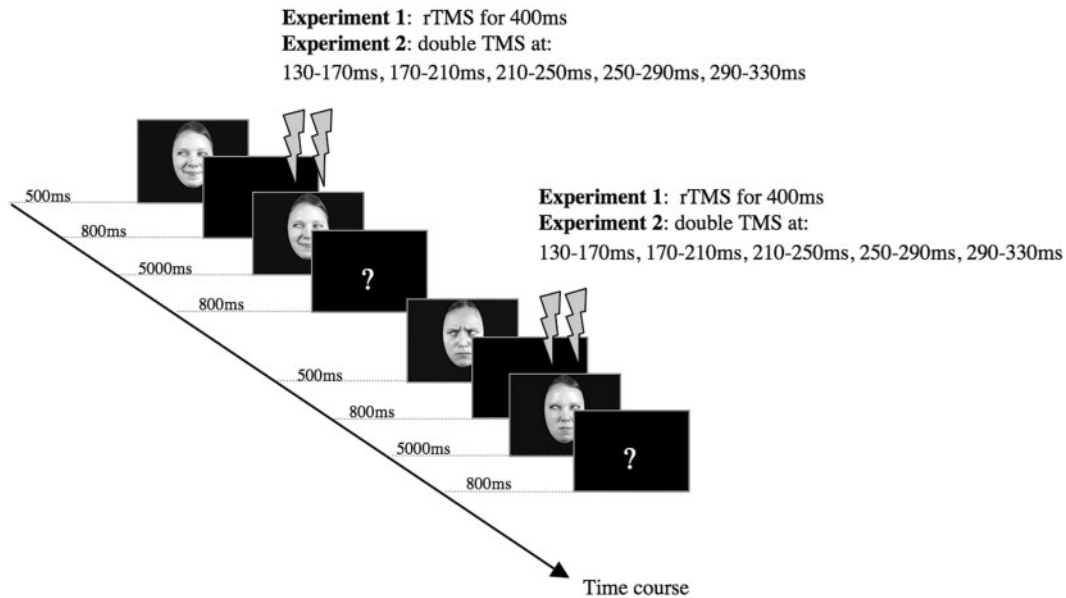 Experiment 1: rTMS for 400ms
Experiment 2: double TMS at:
130-170ms, 170-210ms, 210-250ms, 250-290ms, 290-330ms
Experiment 1: rTMS for 400ms
Experiment 2: double TMS at:
130-170ms, 170-210ms, 210-250ms, 250-290ms, 290-330ms
500ms
800ms
5000ms
?
800ms
500ms
800ms
5000ms
?
800ms
Time course